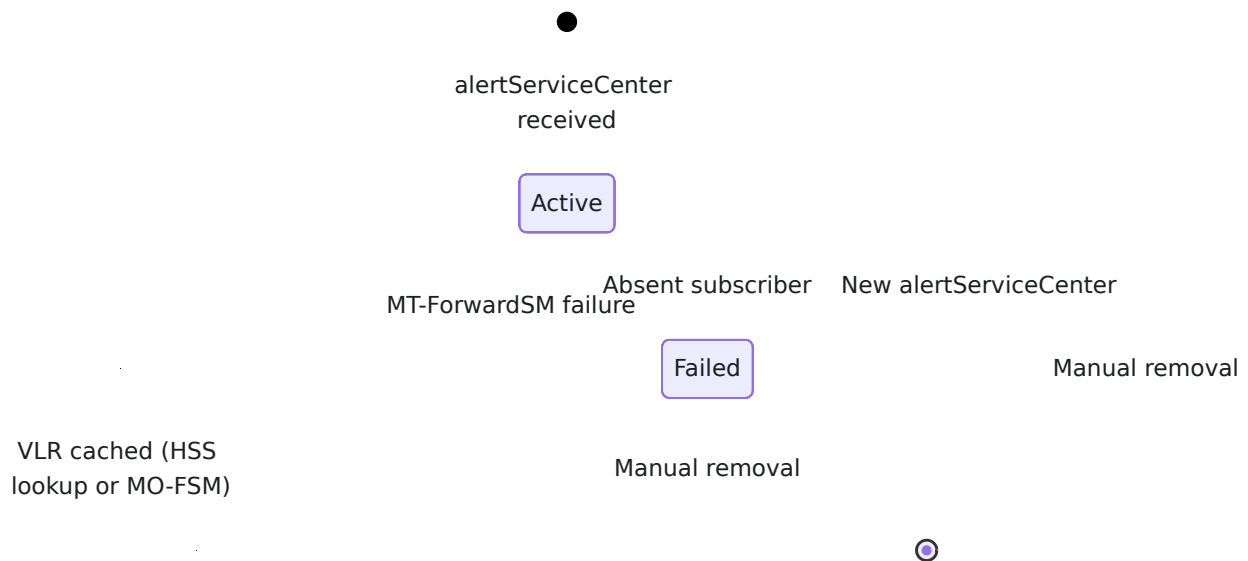 alertServiceCenter
received
Active
Absent subscriber
New alertServiceCenter
MT-ForwardSM failure
Failed
Manual removal
VLR cached (HSS
lookup or MO-FSM)
Manual removal